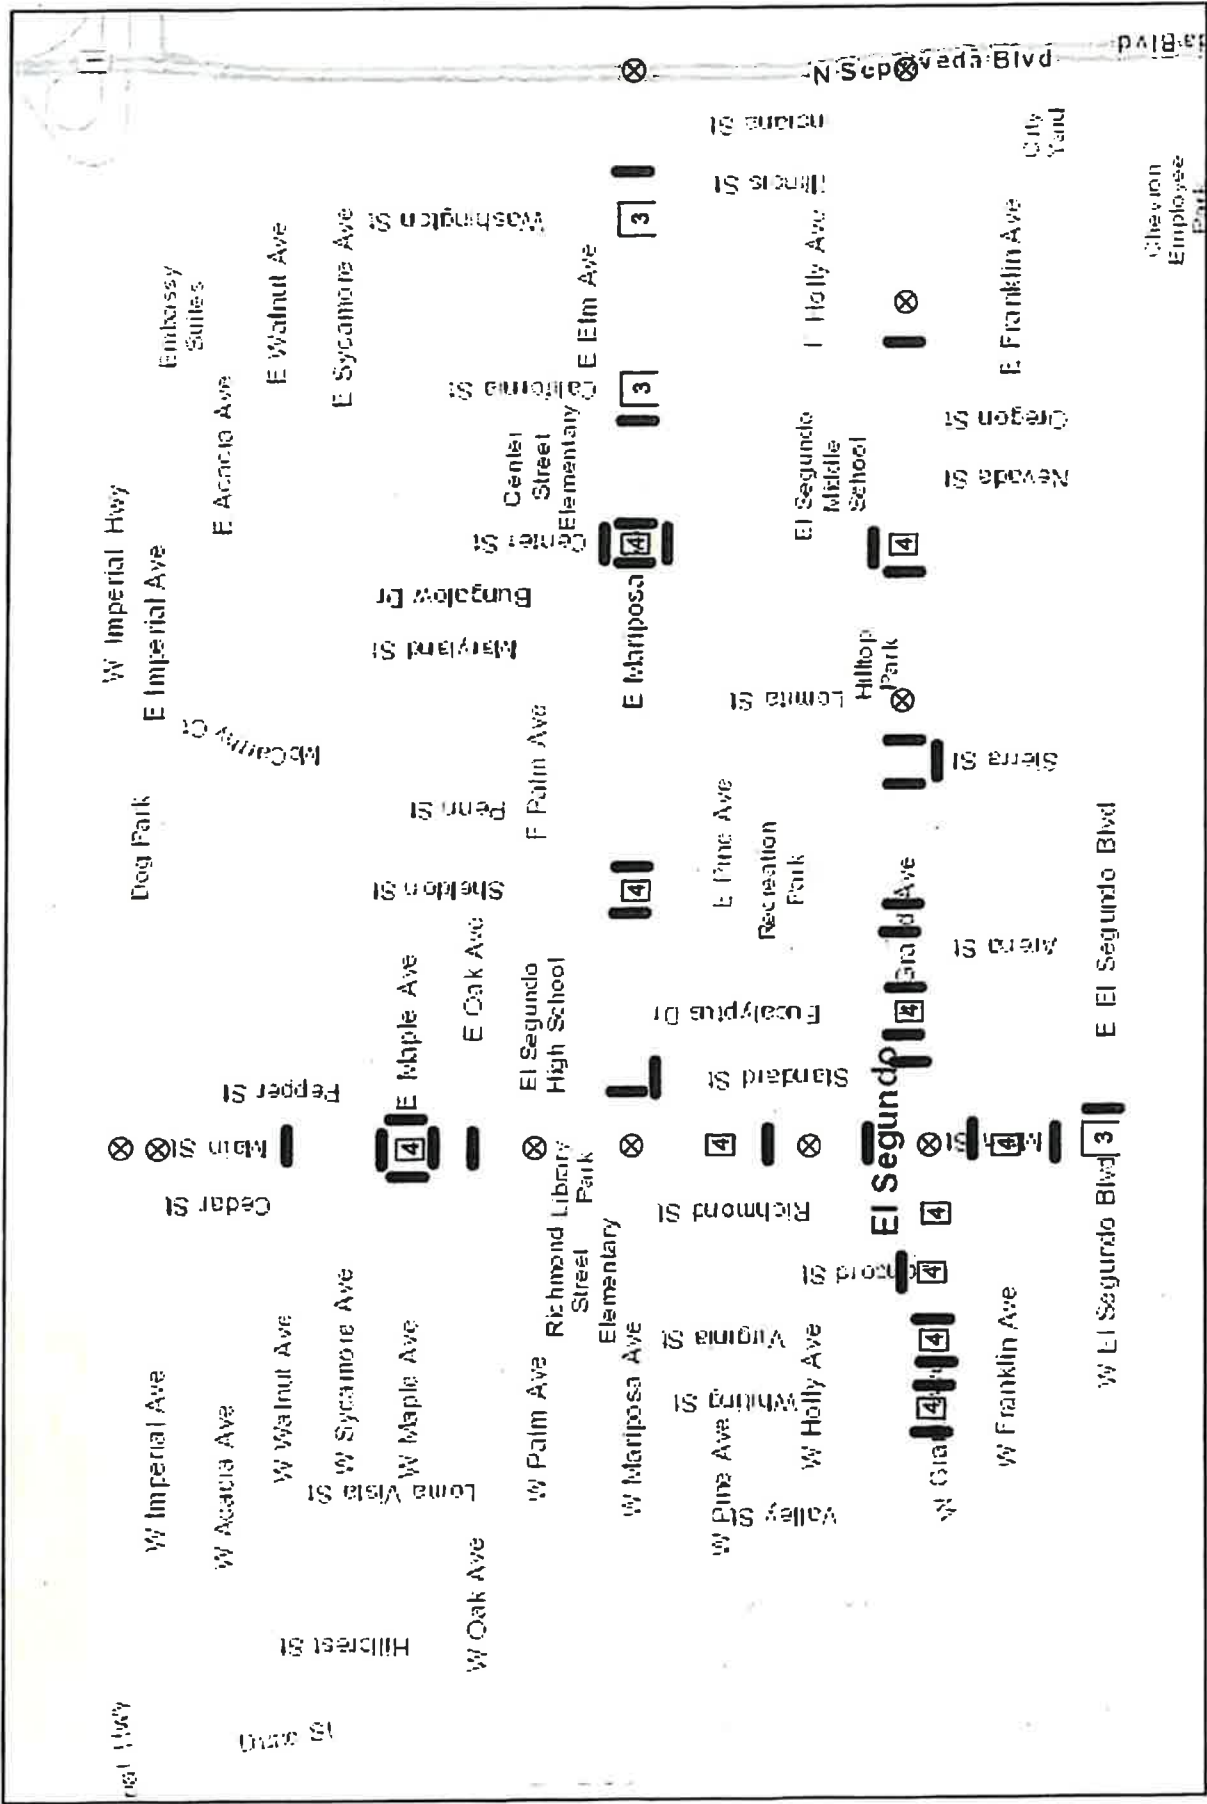 W Imperial Hwy
E Imperial Ave
Embassy
Suites
E Acacia Ave
E Walnut Ave
E Sycamore Ave
Washington St
E Elm Ave
California St
Center
Street
Elementary
Center St
Bungalow Dr
Maryland St
McCarthy Ct
Dog Park
Penn St
Sheldon St
E Maple Ave
E Oak Ave
El Segundo
High School
Pepper St
Main St
Cedar St
W Imperial Ave
W Acacia Ave
W Walnut Ave
W Sycamore Ave
W Maple Ave
Loma Vista St
Hillcrest St
W Oak Ave
W Palm Ave
Richmond
Street
Elementary
Library
Park
W Mariposa Ave
E Mariposa
Palm Ave
N Sepulveda Blvd
Indiana St
Illinois St
Holly Ave
City
Yard
Chevron
Employee
Park
E Franklin Ave
Oregon St
Nevada St
El Segundo
Middle
School
Hilltop
Park
Lomita St
Sierra St
E Pine Ave
Recreation
Park
Grand Ave
Arena St
Eucalyptus Dr
Standard St
El Segundo
E El Segundo Blvd
Richmond St
Virginia St
Whiting St
W Holly Ave
W Pine Ave
Valley St
W Franklin Ave
W El Segundo Blvd
1
3
3
4
4
4
4
4
4
4
4
4
4
4
3